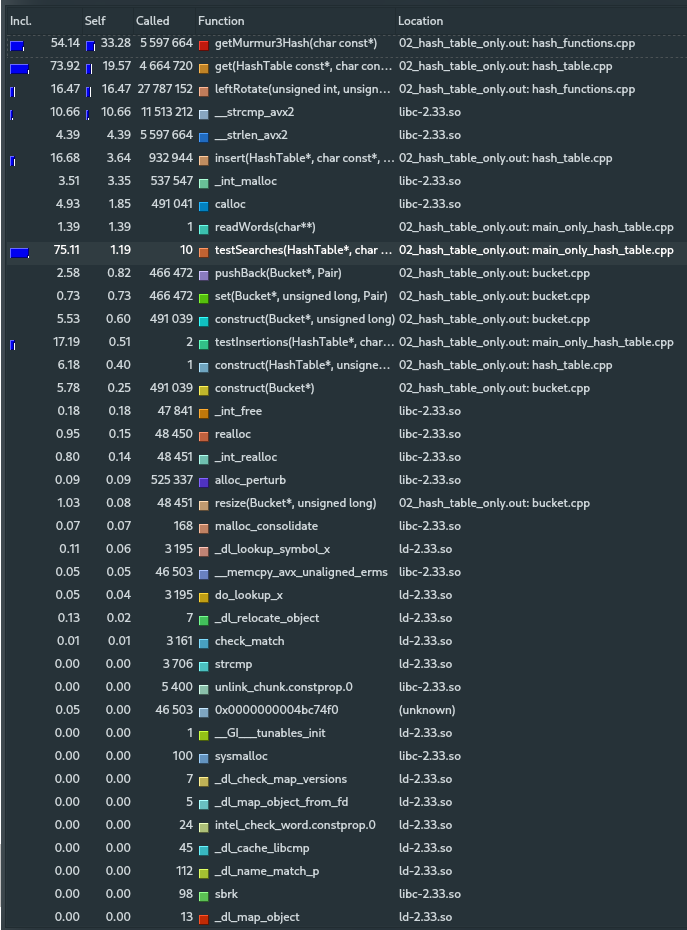 Incl. Self Called Function Location
54.14 33.28 5 597 664 getMurmur3Hash(char const*) 02_hash_table_only.out: hash_functions.cpp
73.92 19.57 4 664 720 get(HashTable const*, char con... 02_hash_table_only.out: hash_table.cpp
16.47 16.47 27 787 152 leftRotate(unsigned int, unsign... 02_hash_table_only.out: hash_functions.cpp
10.66 10.66 11 513 212 __strcmp_avx2 libc-2.33.so
4.39 4.39 5 597 664 __strlen_avx2 libc-2.33.so
16.68 3.64 932 944 insert(HashTable*, char const*, ... 02_hash_table_only.out: hash_table.cpp
3.51 3.35 537 547 _int_malloc libc-2.33.so
4.93 1.85 491 041 calloc libc-2.33.so
1.39 1.39 1 readWords(char**) 02_hash_table_only.out: main_only_hash_table.cpp
75.11 1.19 10 testSearches(HashTable*, char ... 02_hash_table_only.out: main_only_hash_table.cpp
2.58 0.82 466 472 pushBack(Bucket*, Pair) 02_hash_table_only.out: bucket.cpp
0.73 0.73 466 472 set(Bucket*, unsigned long, Pair) 02_hash_table_only.out: bucket.cpp
5.53 0.60 491 039 construct(Bucket*, unsigned long) 02_hash_table_only.out: bucket.cpp
17.19 0.51 2 testInsertions(HashTable*, char... 02_hash_table_only.out: main_only_hash_table.cpp
6.18 0.40 1 construct(HashTable*, unsigne... 02_hash_table_only.out: hash_table.cpp
5.78 0.25 491 039 construct(Bucket*) 02_hash_table_only.out: bucket.cpp
0.18 0.18 47 841 _int_free libc-2.33.so
0.95 0.15 48 450 realloc libc-2.33.so
0.80 0.14 48 451 _int_realloc libc-2.33.so
0.09 0.09 525 337 alloc_perturb libc-2.33.so
1.03 0.08 48 451 resize(Bucket*, unsigned long) 02_hash_table_only.out: bucket.cpp
0.07 0.07 168 malloc_consolidate libc-2.33.so
0.11 0.06 3 195 _dl_lookup_symbol_x ld-2.33.so
0.05 0.05 46 503 __memcpy_avx_unaligned_erms libc-2.33.so
0.05 0.04 3 195 do_lookup_x ld-2.33.so
0.13 0.02 7 _dl_relocate_object ld-2.33.so
0.01 0.01 3 161 check_match ld-2.33.so
0.00 0.00 3 706 strcmp ld-2.33.so
0.00 0.00 5 400 unlink_chunk.constprop.0 libc-2.33.so
0.05 0.00 46 503 0x0000000004bc74f0 (unknown)
0.00 0.00 1 __GI___tunables_init ld-2.33.so
0.00 0.00 100 sysmalloc libc-2.33.so
0.00 0.00 7 _dl_check_map_versions ld-2.33.so
0.00 0.00 5 _dl_map_object_from_fd ld-2.33.so
0.00 0.00 24 intel_check_word.constprop.0 ld-2.33.so
0.00 0.00 45 _dl_cache_libcmp ld-2.33.so
0.00 0.00 112 _dl_name_match_p ld-2.33.so
0.00 0.00 98 sbrk libc-2.33.so
0.00 0.00 13 _dl_map_object ld-2.33.so